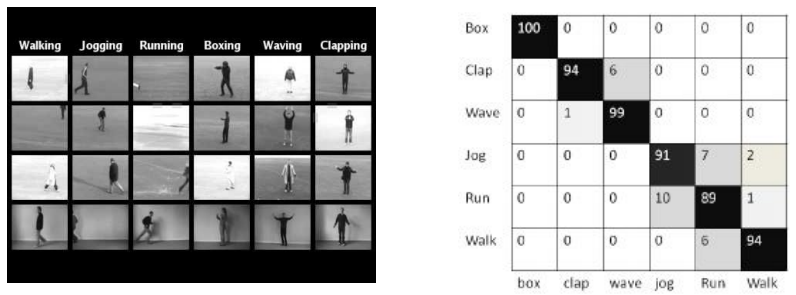 Walking Jogging Running Boxing Waving Clapping
Box 100 0 0 0 0 0
Clap 0 94 6 0 0 0
Wave 0 1 99 0 0 0
Jog 0 0 0 91 7 2
Run 0 0 0 10 89 1
Walk 0 0 0 0 6 94
box clap wave jog Run Walk